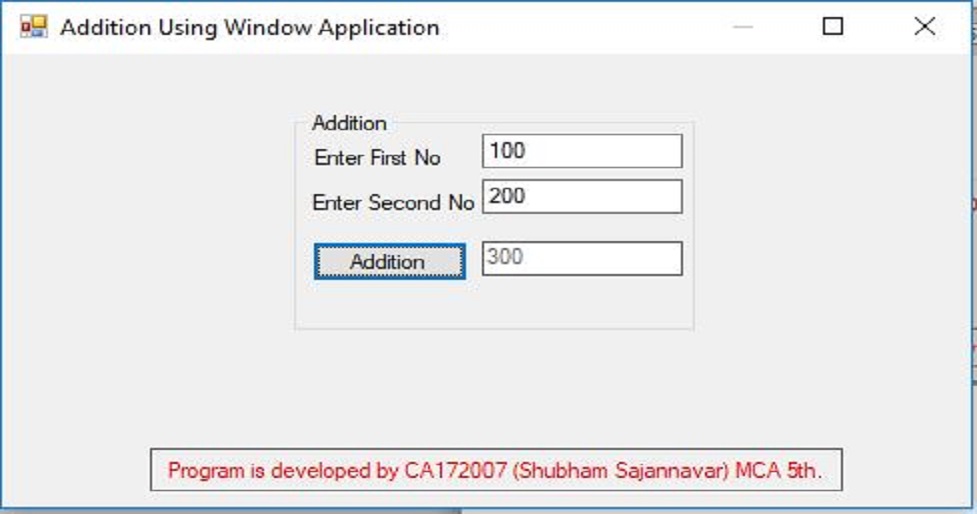 Addition Using Window Application
Addition
Enter First No 100
Enter Second No 200
Addition 300
Program is developed by CA172007 (Shubham Sajannavar) MCA 5th.